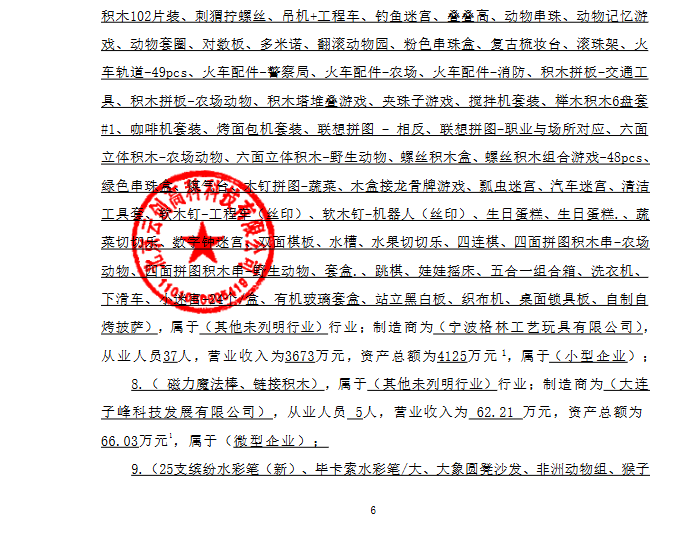 积木102片装、刺猬拧螺丝、吊机+工程车、钓鱼迷宫、叠叠高、动物串珠、动物记忆游
戏、动物套圈、对数板、多米诺、翻滚动物园、粉色串珠盒、复古梳妆台、滚珠架、火
车轨道-49pcs、火车配件-警察局、火车配件-农场、火车配件-消防、积木拼板-交通工
具、积木拼板-农场动物、积木塔堆叠游戏、夹珠子游戏、搅拌机套装、榉木积木6盘套
#1、咖啡机套装、烤面包机套装、联想拼图 - 相反、联想拼图-职业与场所对应、六面
立体积木-农场动物、六面立体积木-野生动物、螺丝积木盒、螺丝积木组合游戏-48pcs、
绿色串珠盒、煤气台、木钉拼图-蔬菜、木盒接龙骨牌游戏、瓢虫迷宫、汽车迷宫、清洁
工具套、软木钉-工程车（丝印）、软木钉-机器人（丝印）、生日蛋糕、生日蛋糕.、蔬
菜切切乐、数字钟迷宫、双面棋板、水槽、水果切切乐、四连棋、四面拼图积木串-农场
动物、四面拼图积木串-野生动物、套盒.、跳棋、娃娃摇床、五合一组合箱、洗衣机、
下滑车、小迷宫-24个/盒、有机玻璃套盒、站立黑白板、织布机、桌面锁具板、自制自
烤披萨），属于（其他未列明行业）行业；制造商为（宁波格林工艺玩具有限公司），
从业人员37人，营业收入为3673万元，资产总额为4125万元¹，属于（小型企业）；
8.（ 磁力魔法棒、链接积木），属于（其他未列明行业）行业；制造商为（大连
子峰科技发展有限公司），从业人员 5人，营业收入为 62.21 万元，资产总额为
66.03万元¹，属于（微型企业）；
9.（25支缤纷水彩笔（新）、毕卡索水彩笔/大、大象圆凳沙发、非洲动物组、猴子
6